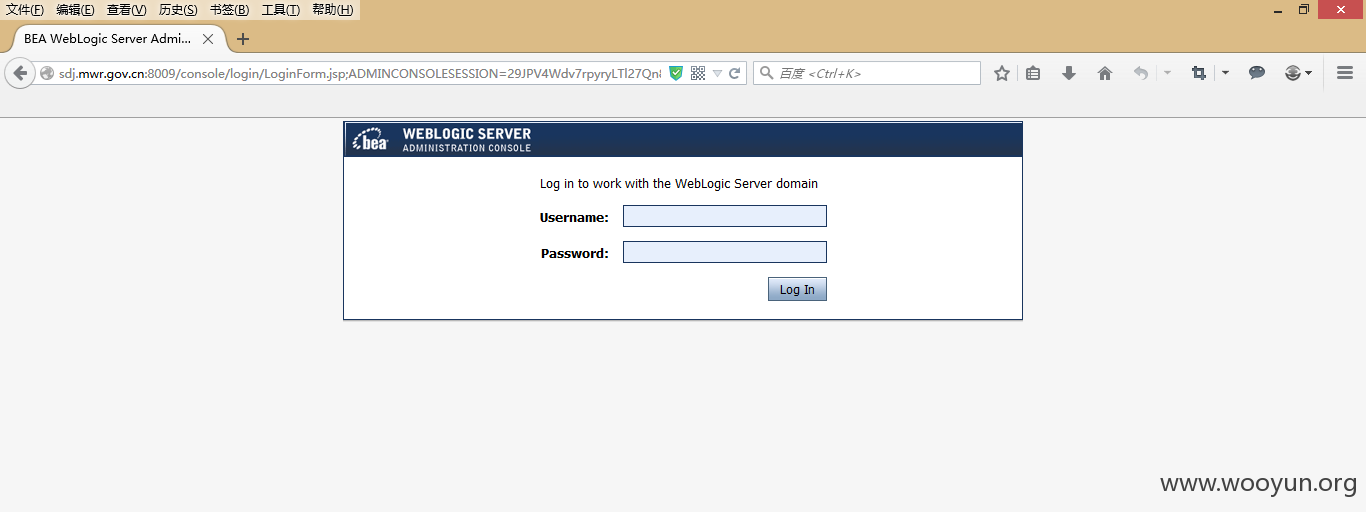 文件(F) 编辑(E) 查看(V) 历史(S) 书签(B) 工具(T) 帮助(H)
BEA WebLogic Server Admi...
sdj.mwr.gov.cn:8009/console/login/LoginForm.jsp;ADMINCONSOLESESSION=29JPV4Wdv7rpyryLTl27Qn
百度 <Ctrl+K>
bea WEBLOGIC SERVER
ADMINISTRATION CONSOLE
Log in to work with the WebLogic Server domain
Username:
Password:
Log In
www.wooyun.org